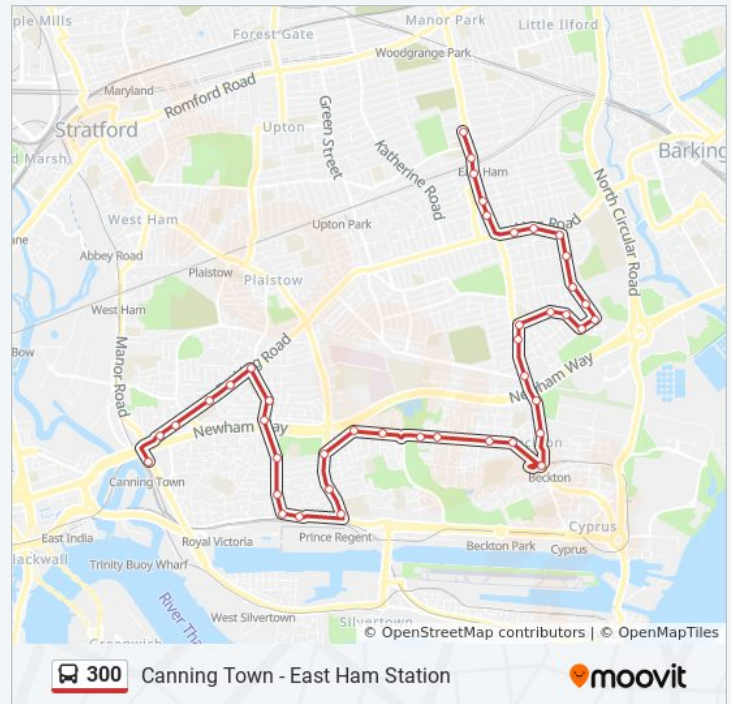 ple Mills
Forest Gate
Manor Park
Little Ilford
Woodgrange Park
Maryland
Romford Road
Stratford
Upton
Green Street
Katherine Road
Barking
d Marsh,
East Ham
North Circular Road
West Ham
Road
Upton Park
Abbey Road
Plaistow
Plaistow
West Ham
Bow
Manor Road
Road
Newham Way
Newham Way
Canning Town
Beckton
East India
Royal Victoria
Prince Regent
Cyprus
lackwall
Beckton Park
Cyprus
Trinity Buoy Wharf
River Tha
West Silvertown
Silvertown
© OpenStreetMap contributors | © OpenMapTiles
300 Canning Town - East Ham Station
moovit